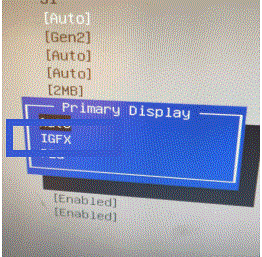 [Auto]
[Gen2]
[Auto]
[Auto]
[2MB]
Primary Display
IGFX
[Enabled]
[Enabled]